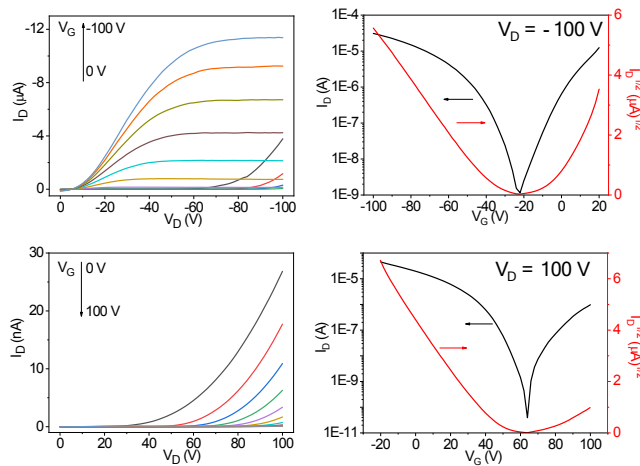 -12
-8
-4
0
V_G
-100 V
0 V
I_D (μA)
0 -20 -40 -60 -80 -100
V_D (V)
V_D = - 100 V
1E-4
1E-5
1E-6
1E-7
1E-8
1E-9
I_D (A)
6
4
2
0
I_D^1/2 (μA)^1/2
-100 -80 -60 -40 -20 0 20
V_G (V)
30
20
10
0
V_G
0V
100 V
I_D (nA)
0 20 40 60 80 100
V_D (V)
V_D = 100 V
1E-5
1E-7
1E-9
1E-11
I_D (A)
8
6
4
2
0
I_D^1/2 (μA)^1/2
-20 0 20 40 60 80 100
V_G (V)